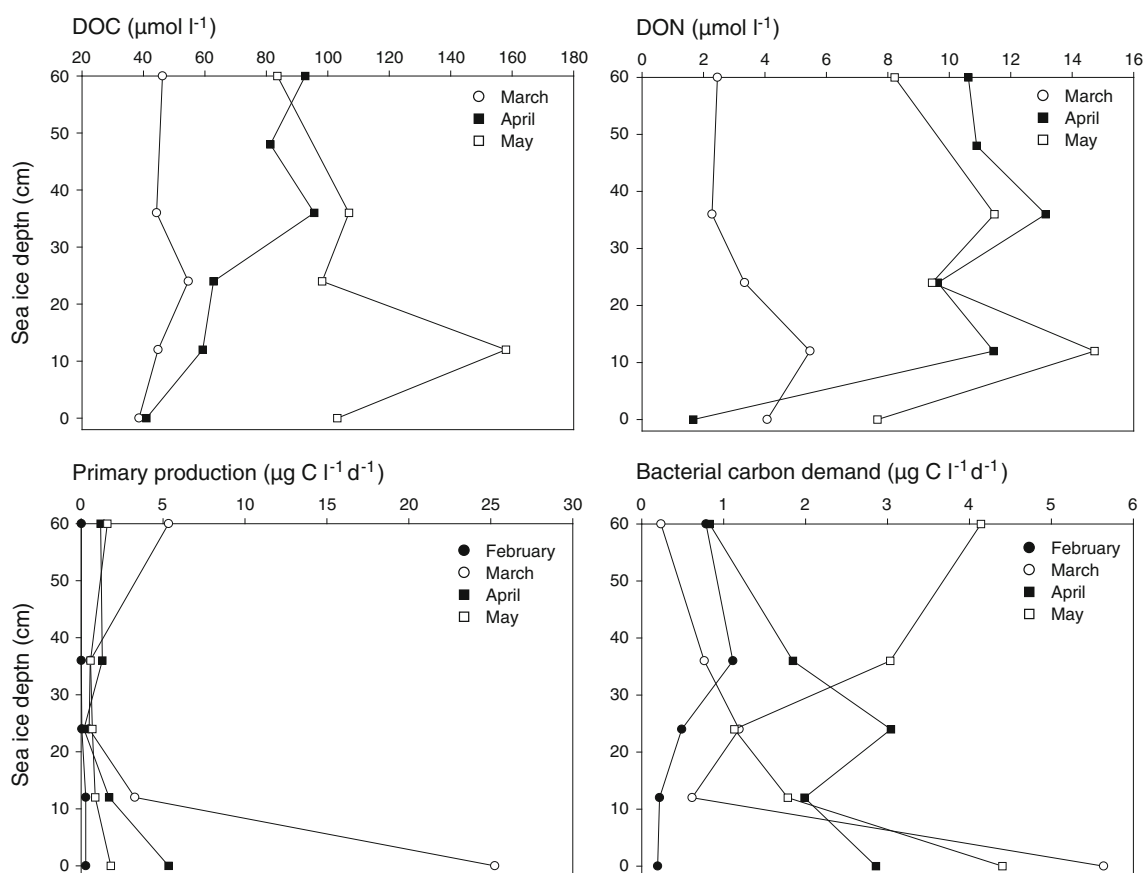 DOC (µmol l⁻¹)
20 40 60 80 100 120 140 160 180
60
50
40
30
20
10
0
Sea ice deptn (cm)
March
April
May
DON (µmol l⁻¹)
0 2 4 6 8 10 12 14 16
60
50
40
30
20
10
0
March
April
May
Primary production (µg C l⁻¹ d⁻¹)
0 5 10 15 20 25 30
60
40
30
20
10
0
Sea ice deptn (cm)
February
March
April
May
Bacterial carbon demand (µg C l⁻¹ d⁻¹)
0 1 2 3 4 5 6
60
50
40
30
20
10
0
February
March
April
May